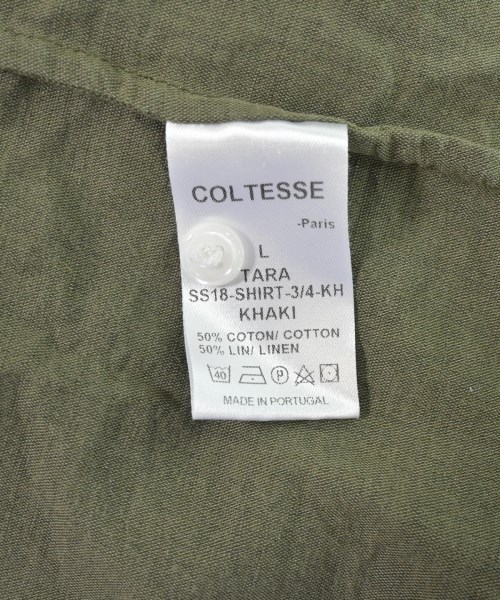 COLTESSE
-Paris
L
TARA
SS18-SHIRT-3/4-KH
KHAKI
50% COTON/ COTTON
50% LIN/ LINEN
40 P
MADE IN PORTUGAL